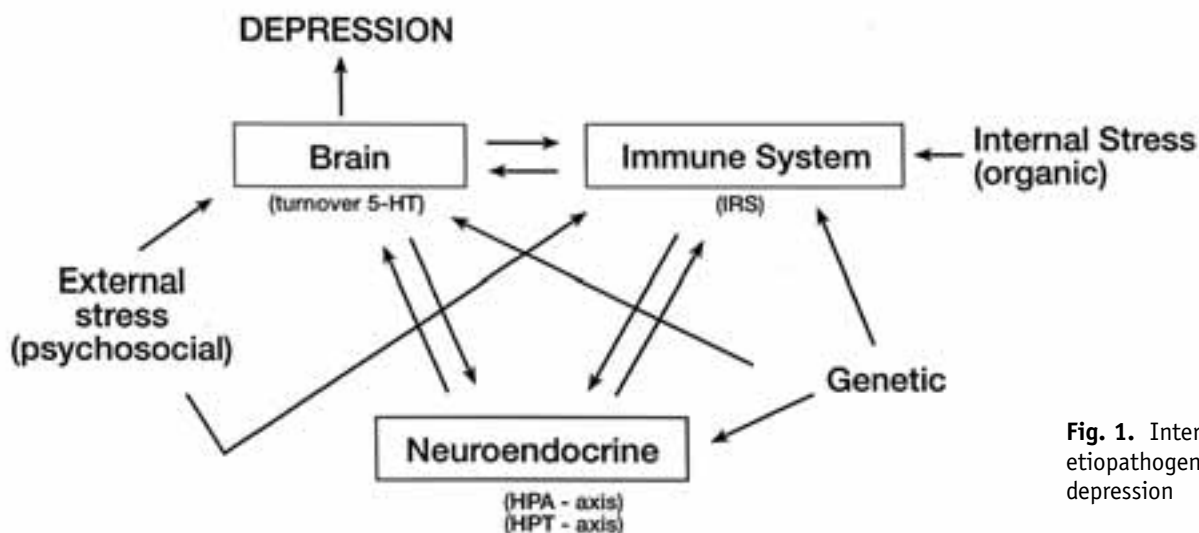 DEPRESSION
Brain
(turnover 5-HT)
Immune System
(IRS)
Internal Stress
(organic)
External
stress
(psychosocial)
Genetic
Neuroendocrine
(HPA - axis)
(HPT - axis)
Fig. 1. Inter
etiopathogen
depression